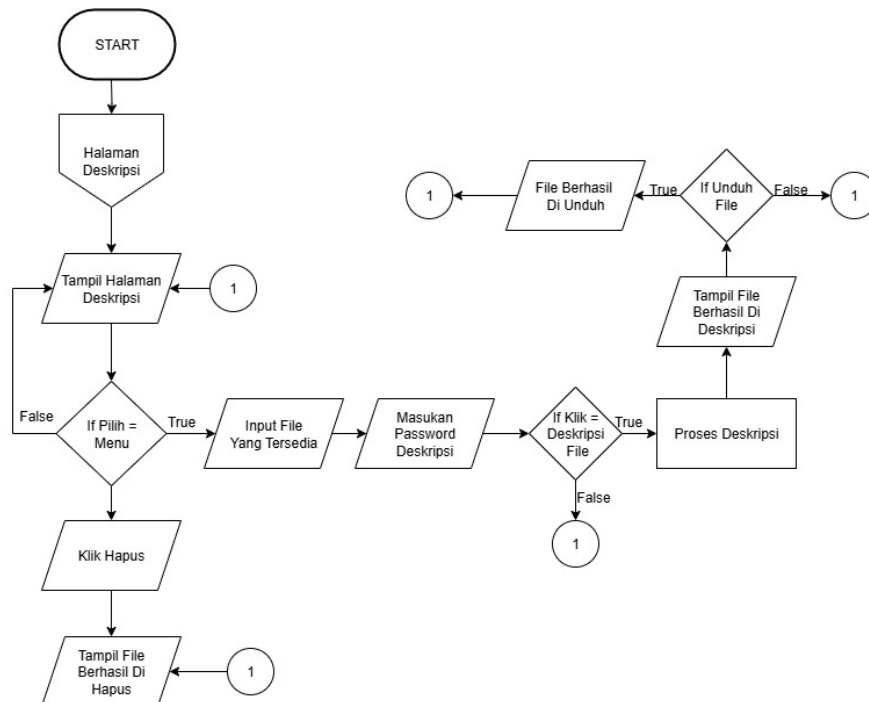 START
Halaman
Deskripsi
Tampil Halaman
Deskripsi
1
False
If Pilih =
Menu
True
Input File
Yang Tersedia
Masukan
Password
Deskripsi
If Klik =
Deskripsi
File
True
False
1
Proses Deskripsi
Tampil File
Berhasil Di
Deskripsi
If Unduh
File
True
False
1
File Berhasil
Di Unduh
1
Klik Hapus
Tampil File
Berhasil Di
Hapus
1